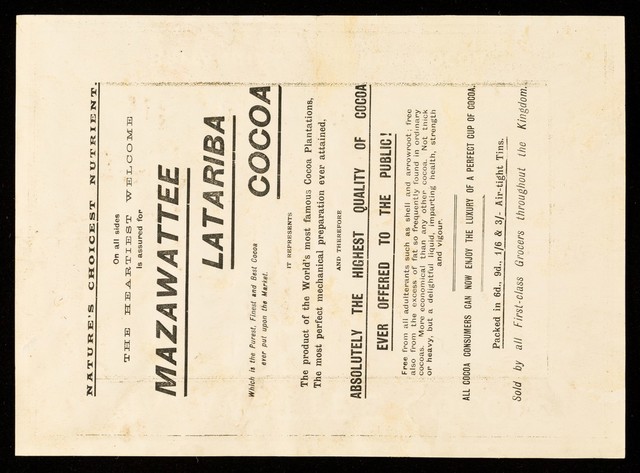 NATURE'S CHOICEST NUTRIENT.
On all sides
THE HEARTIEST WELCOME
is assured for
MAZAWATTEE
LATARIBA
COCOA
Which is the Purest, Finest and Best Cocoa
ever put upon the Market.
IT REPRESENTS
The product of the World's most famous Cocoa Plantations,
The most perfect mechanical preparation ever attained,
AND THEREFORE
ABSOLUTELY THE HIGHEST QUALITY OF COCOA
EVER OFFERED TO THE PUBLIC!
Free from all adulterants such as shell and arrowroot; free
also from the excess of fat so frequently found in ordinary
cocoas. More economical than any other cocoa. Not thick
or heavy, but a delightful liquid, imparting health, strength
and vigour.
ALL COCOA CONSUMERS CAN NOW ENJOY THE LUXURY OF A PERFECT CUP OF COCOA.
Packed in 6d., 9d., 1/6 & 3/- Air-tight Tins.
Sold by all First-class Grocers throughout the Kingdom.